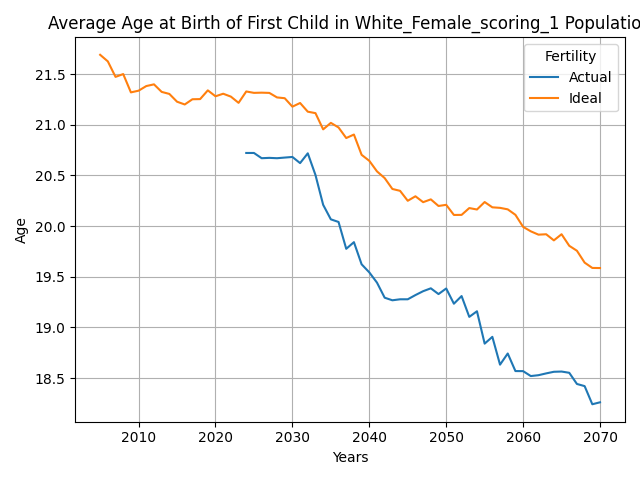 Average Age at Birth of First Child in White_Female_scoring_1 Populatio
Fertility
Actual
Ideal
21.5
21.0
20.5
20.0
19.5
19.0
18.5
Age
2010 2020 2030 2040 2050 2060 2070
Years